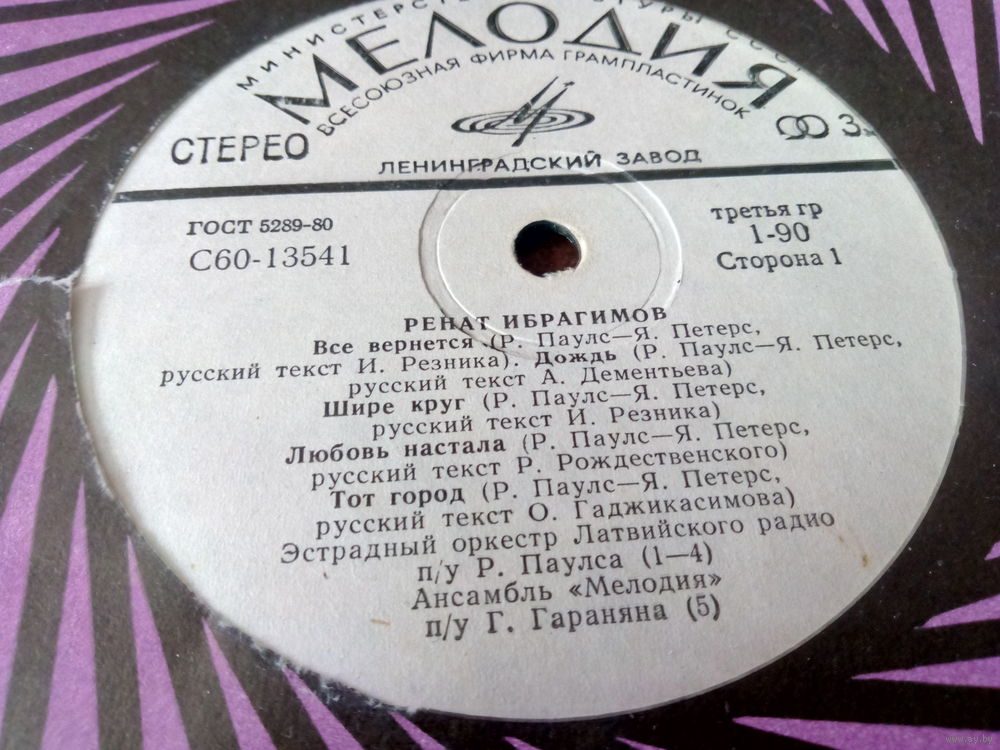 МЕЛОДИЯ
ВСЕСОЮЗНАЯ ФИРМА ГРАМПЛАСТИНОК
СТЕРЕО
ЛЕНИНГРАДСКИЙ ЗАВОД
ГОСТ 5289-80
С60-13541
третья гр
1-90
Сторона 1
РЕНАТ ИБРАГИМОВ
Все вернется (Р. Паулс—Я. Петерс,
русский текст И. Резника). Дождь (Р. Паулс—Я. Петерс,
русский текст А. Дементьева)
Шире круг (Р. Паулс—Я. Петерс,
русский текст И. Резника)
Любовь настала (Р. Паулс—Я. Петерс,
русский текст Р. Рождественского)
Тот город (Р. Паулс—Я. Петерс,
русский текст О. Гаджикасимова)
Эстрадный оркестр Латвийского радио
п/у Р. Паулса (1—4)
Ансамбль «Мелодия»
п/у Г. Гараняна (5)
www.ay.by